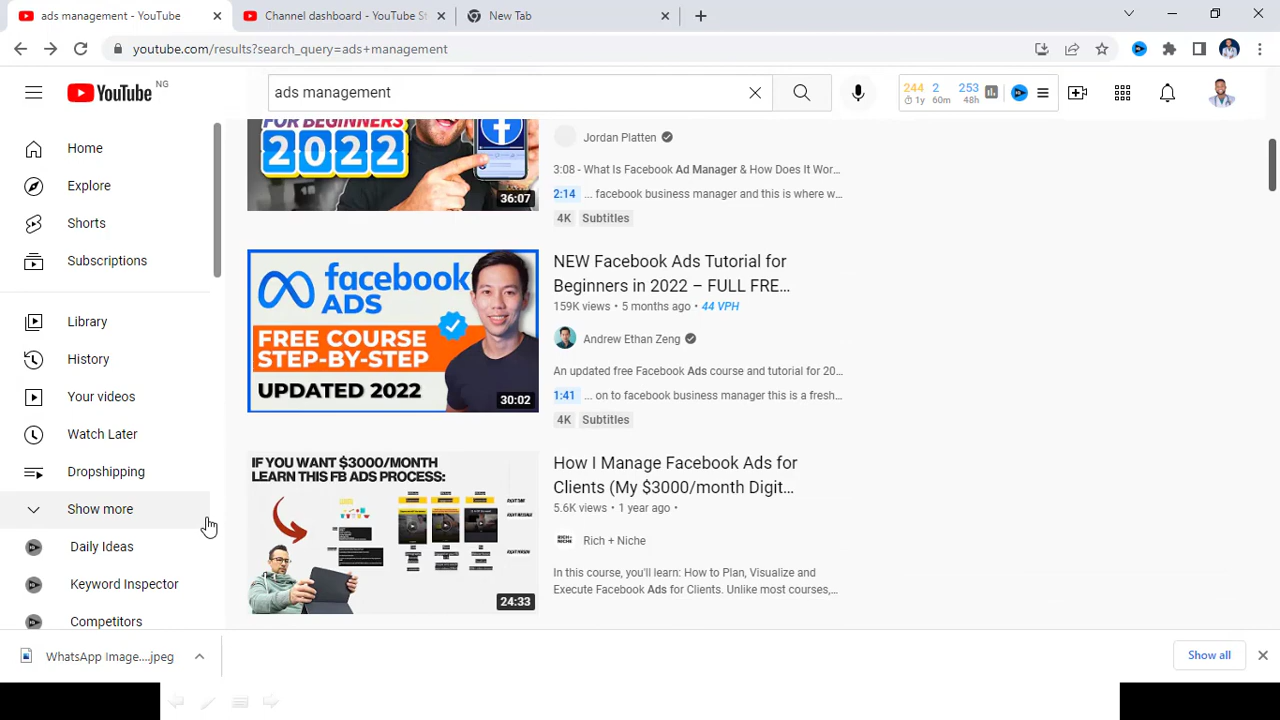 ads management - YouTube
Channel dashboard - YouTube St
New Tab
youtube.com/results?search_query=ads+management
YouTube NG
ads management
244 2 253
1y 60m 48h
Home
Explore
Shorts
Subscriptions
Library
History
Your videos
Watch Later
Dropshipping
Show more
Daily Ideas
Keyword Inspector
Competitors
FOR BEGINNERS
2022
36:07
Jordan Platten
3:08 - What Is Facebook Ad Manager & How Does It Wor...
2:14 ... facebook business manager and this is where w...
4K Subtitles
facebook
ADS
FREE COURSE
STEP-BY-STEP
UPDATED 2022
30:02
NEW Facebook Ads Tutorial for
Beginners in 2022 – FULL FRE...
159K views • 5 months ago • 44 VPH
Andrew Ethan Zeng
An updated free Facebook Ads course and tutorial for 20...
1:41 ... on to facebook business manager this is a fresh...
4K Subtitles
IF YOU WANT $3000/MONTH
LEARN THIS FB ADS PROCESS:
24:33
How I Manage Facebook Ads for
Clients (My $3000/month Digit...
5.6K views • 1 year ago •
Rich + Niche
In this course, you'll learn: How to Plan, Visualize and
Execute Facebook Ads for Clients. Unlike most courses,...
WhatsApp Image....jpeg
Show all